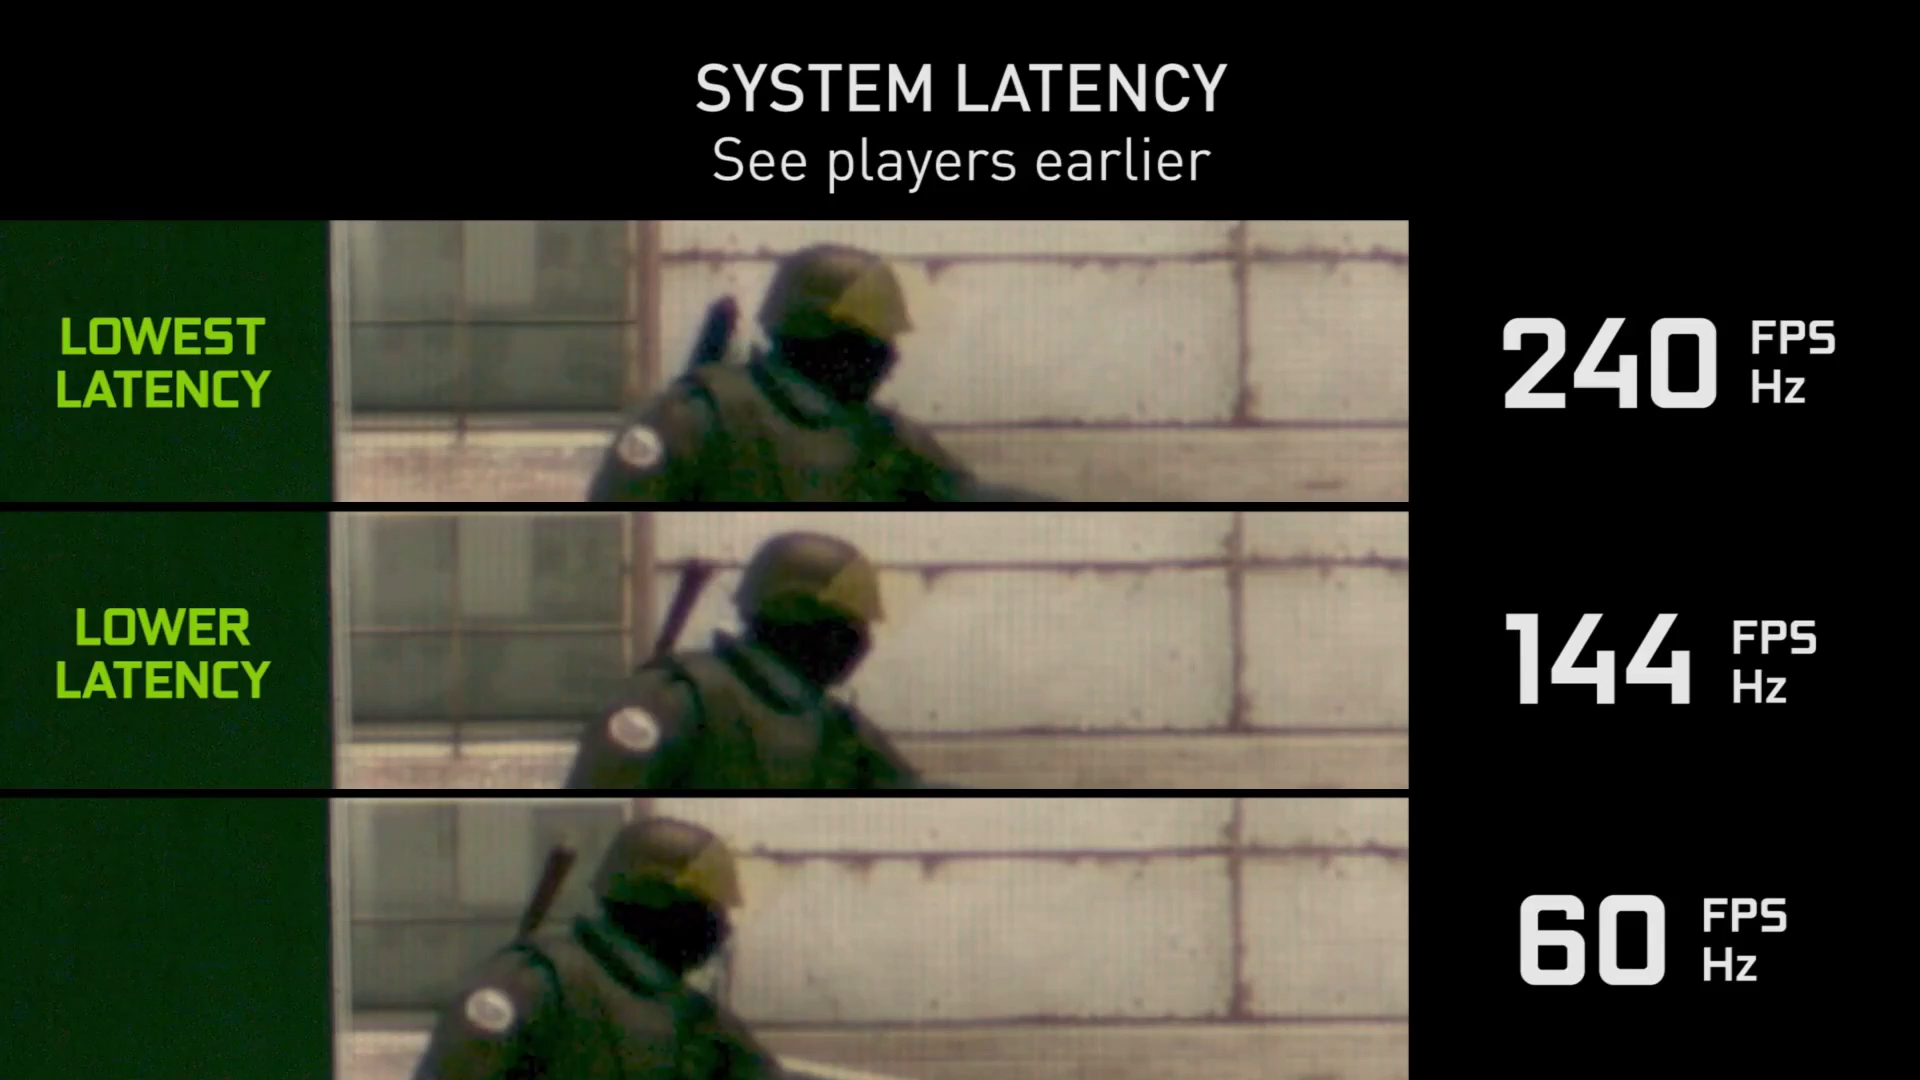 SYSTEM LATENCY
See players earlier
LOWEST
LATENCY
240 FPS
Hz
LOWER
LATENCY
144 FPS
Hz
60 FPS
Hz